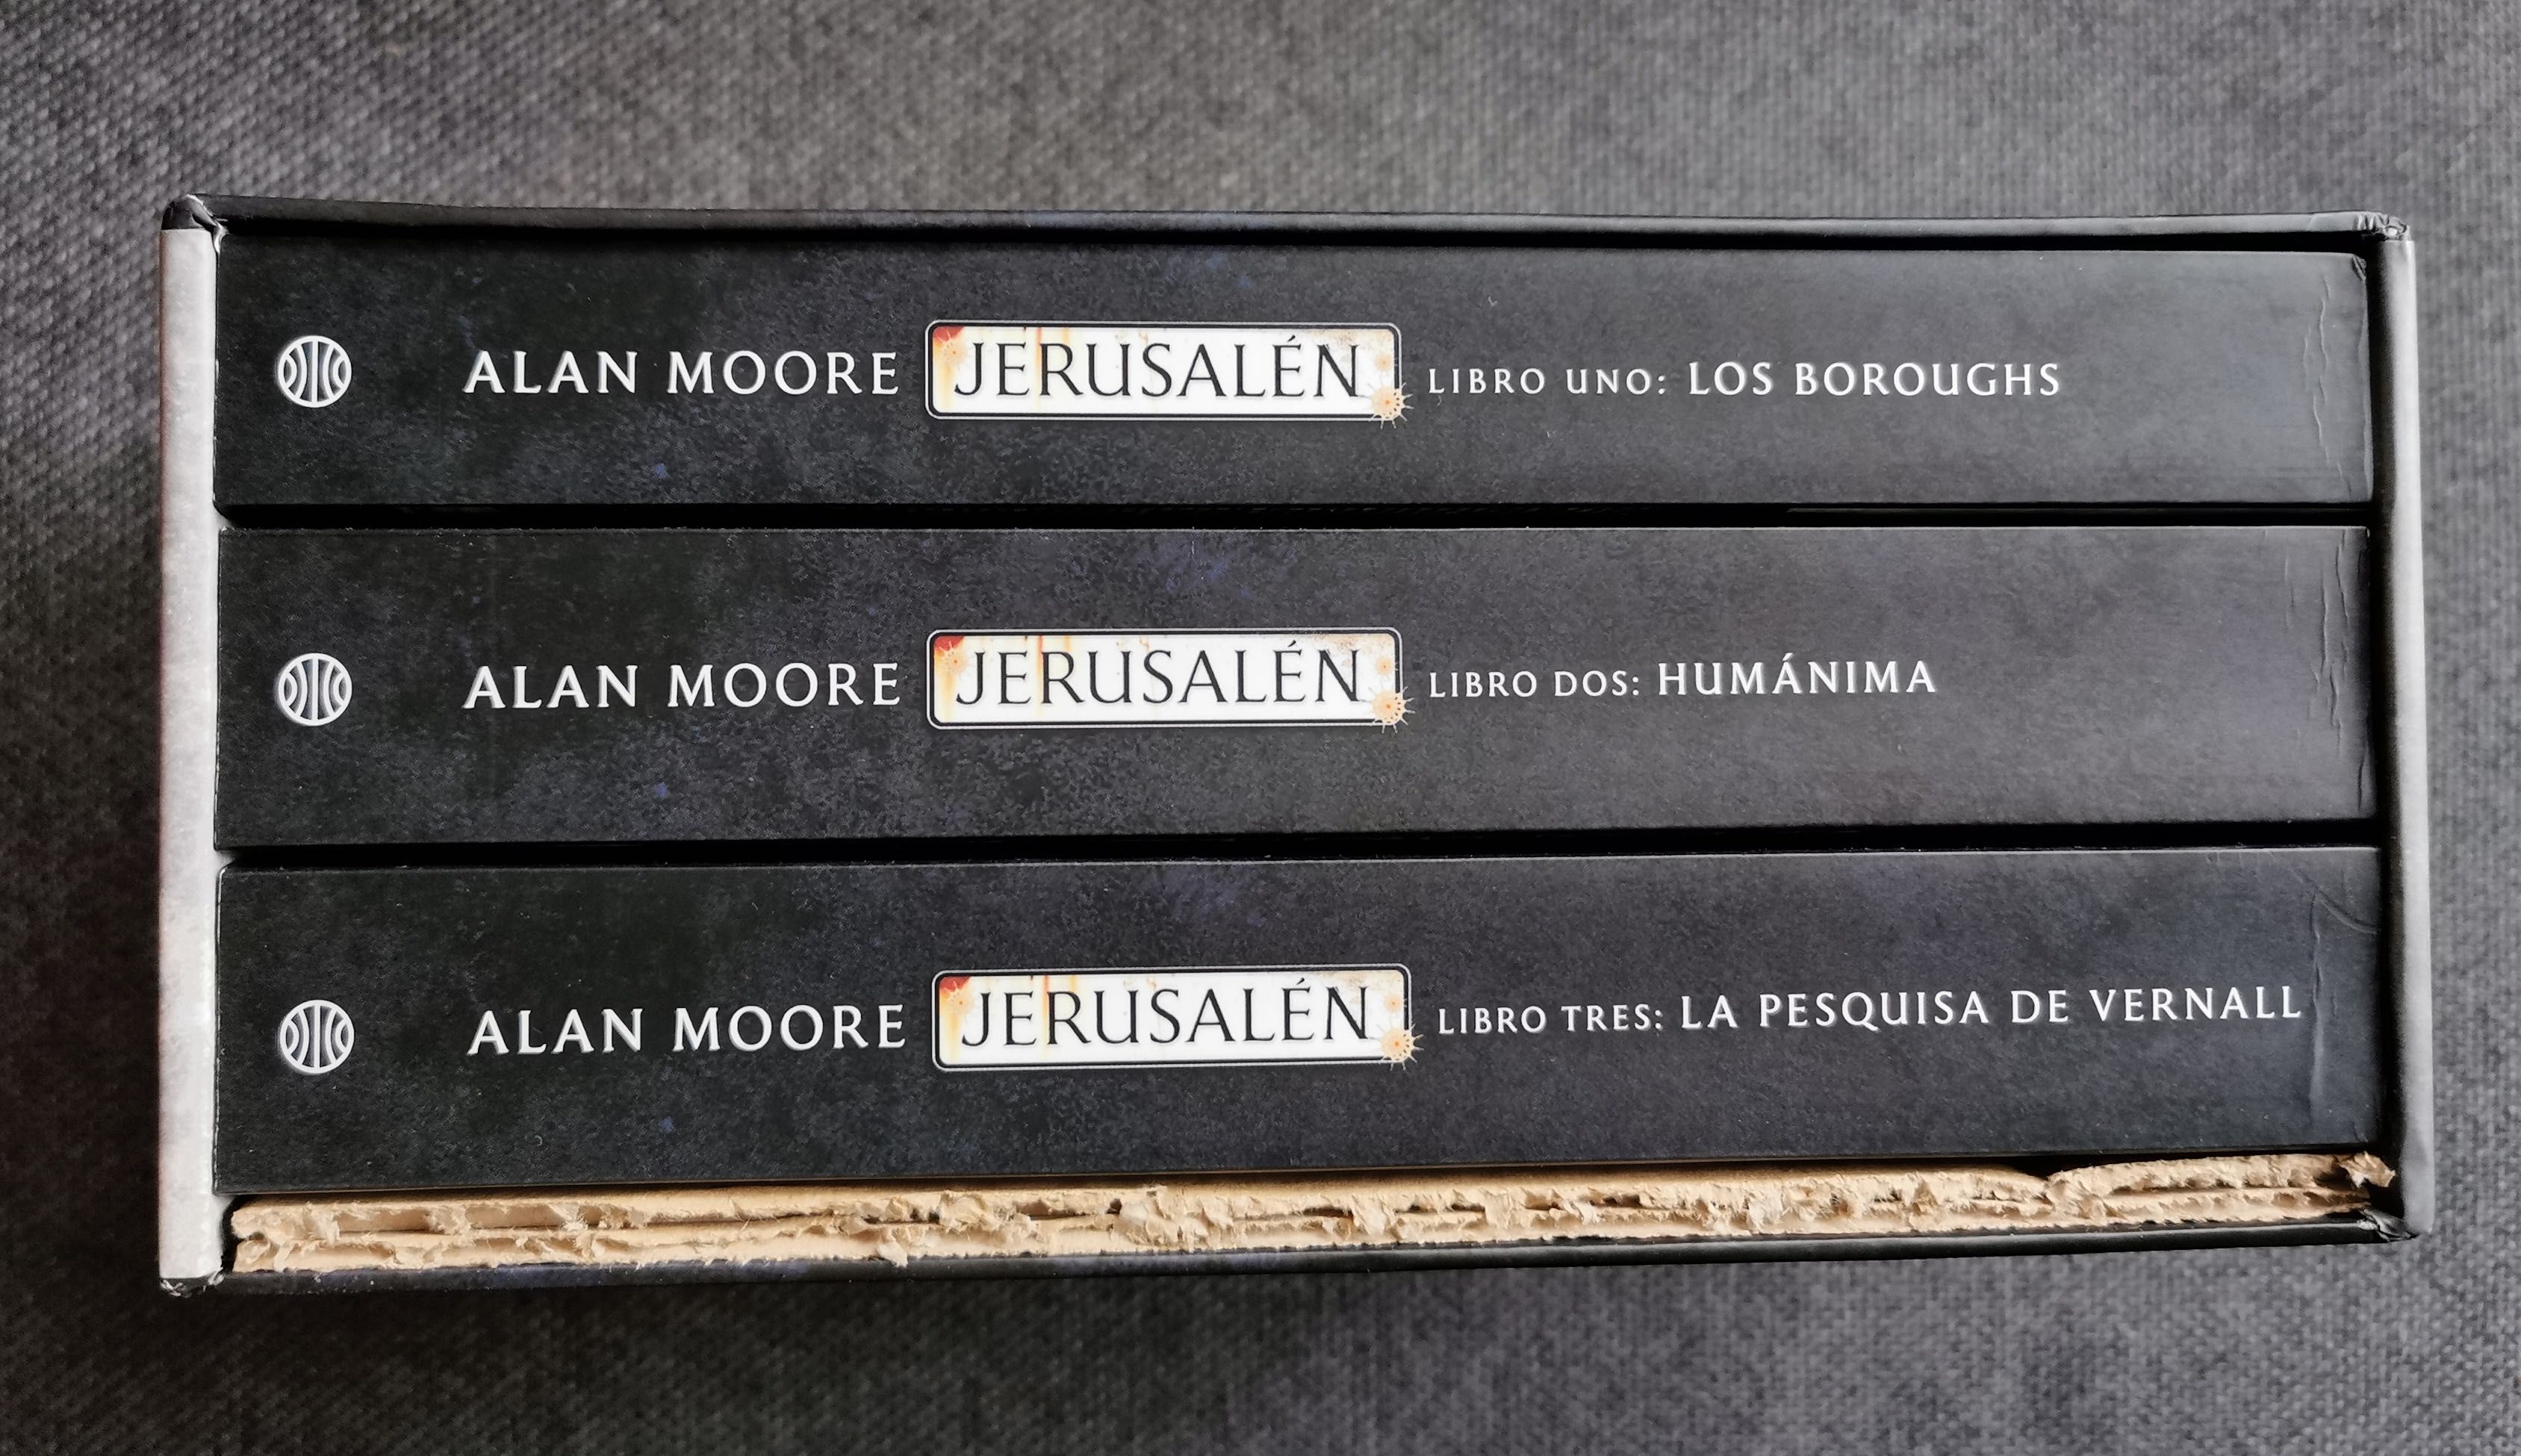 ALAN MOORE JERUSALÉN LIBRO UNO: LOS BOROUGHS
ALAN MOORE JERUSALÉN LIBRO DOS: HUMÁNIMA
ALAN MOORE JERUSALÉN LIBRO TRES: LA PESQUISA DE VERNALL